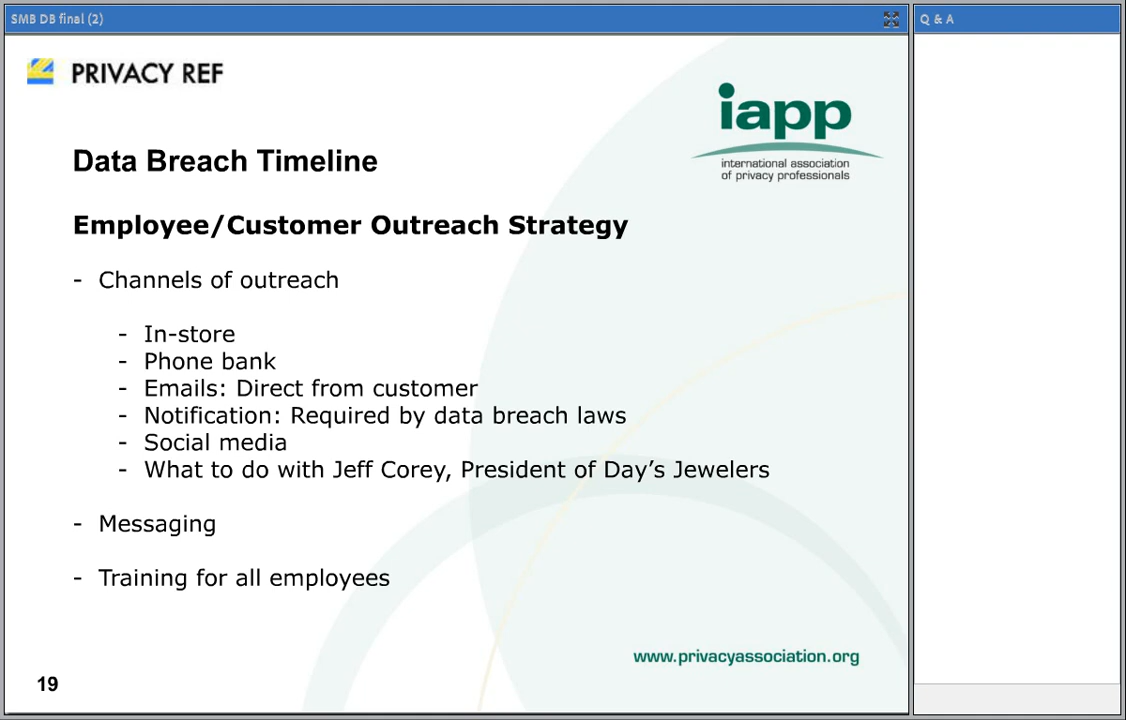 SMB DB final (2)
Q & A
PRIVACY REF
iapp
international association
of privacy professionals
Data Breach Timeline
Employee/Customer Outreach Strategy
- Channels of outreach
- In-store
- Phone bank
- Emails: Direct from customer
- Notification: Required by data breach laws
- Social media
- What to do with Jeff Corey, President of Day’s Jewelers
- Messaging
- Training for all employees
www.privacyassociation.org
19